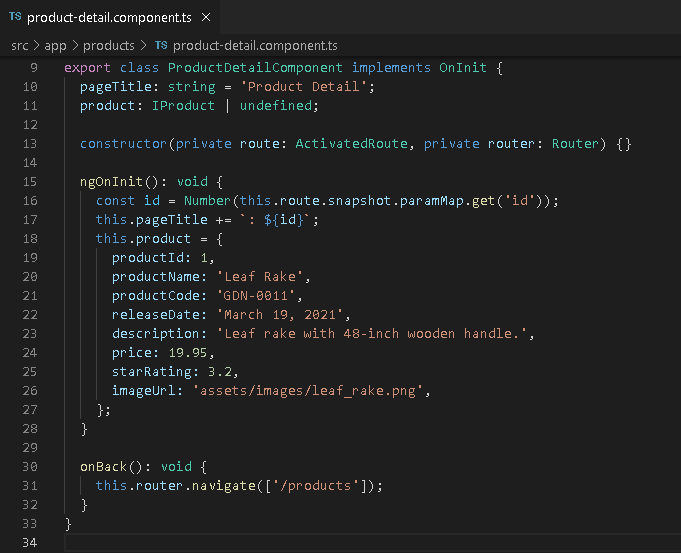 TS product-detail.component.ts ×
src > app > products > TS product-detail.component.ts
9 export class ProductDetailComponent implements OnInit {
10   pageTitle: string = 'Product Detail';
11   product: IProduct | undefined;
12
13   constructor(private route: ActivatedRoute, private router: Router) {}
14
15   ngOnInit(): void {
16     const id = Number(this.route.snapshot.paramMap.get('id'));
17     this.pageTitle += `: ${id}`;
18     this.product = {
19       productId: 1,
20       productName: 'Leaf Rake',
21       productCode: 'GDN-0011',
22       releaseDate: 'March 19, 2021',
23       description: 'Leaf rake with 48-inch wooden handle.',
24       price: 19.95,
25       starRating: 3.2,
26       imageUrl: 'assets/images/leaf_rake.png',
27     };
28   }
29
30   onBack(): void {
31     this.router.navigate(['/products']);
32   }
33 }
34